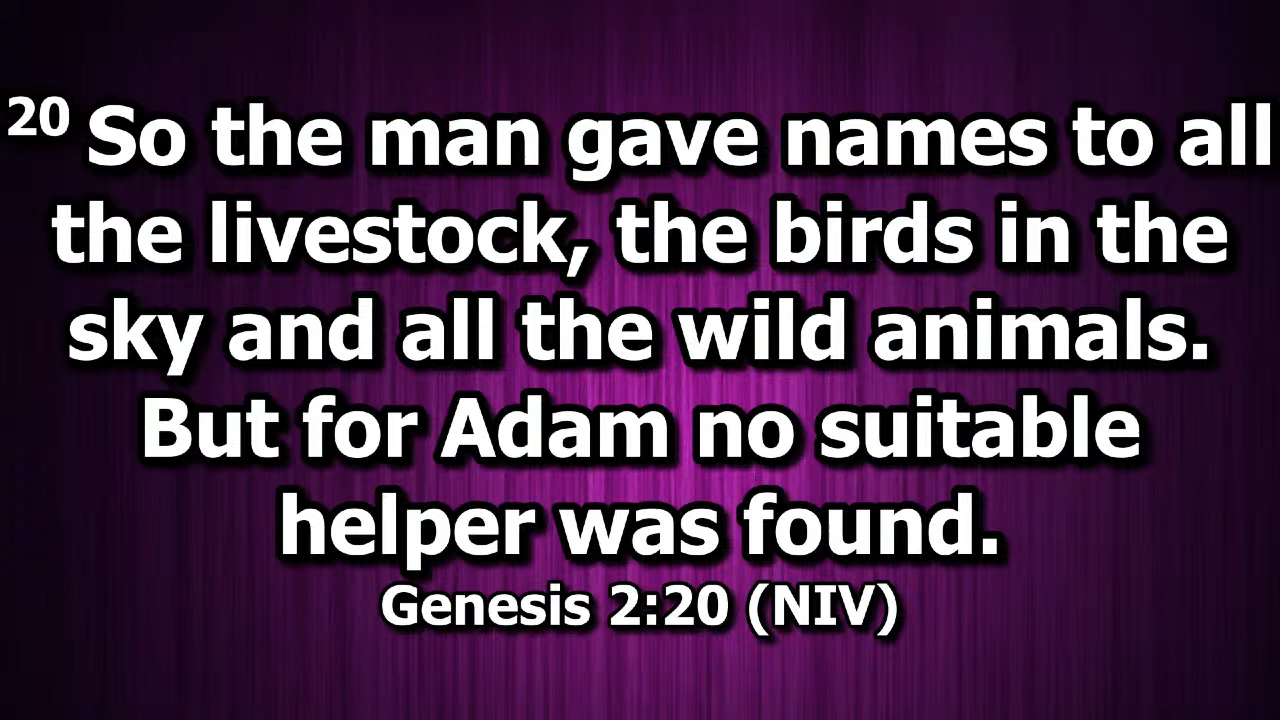 20 So the man gave names to all
the livestock, the birds in the
sky and all the wild animals.
But for Adam no suitable
helper was found.
Genesis 2:20 (NIV)